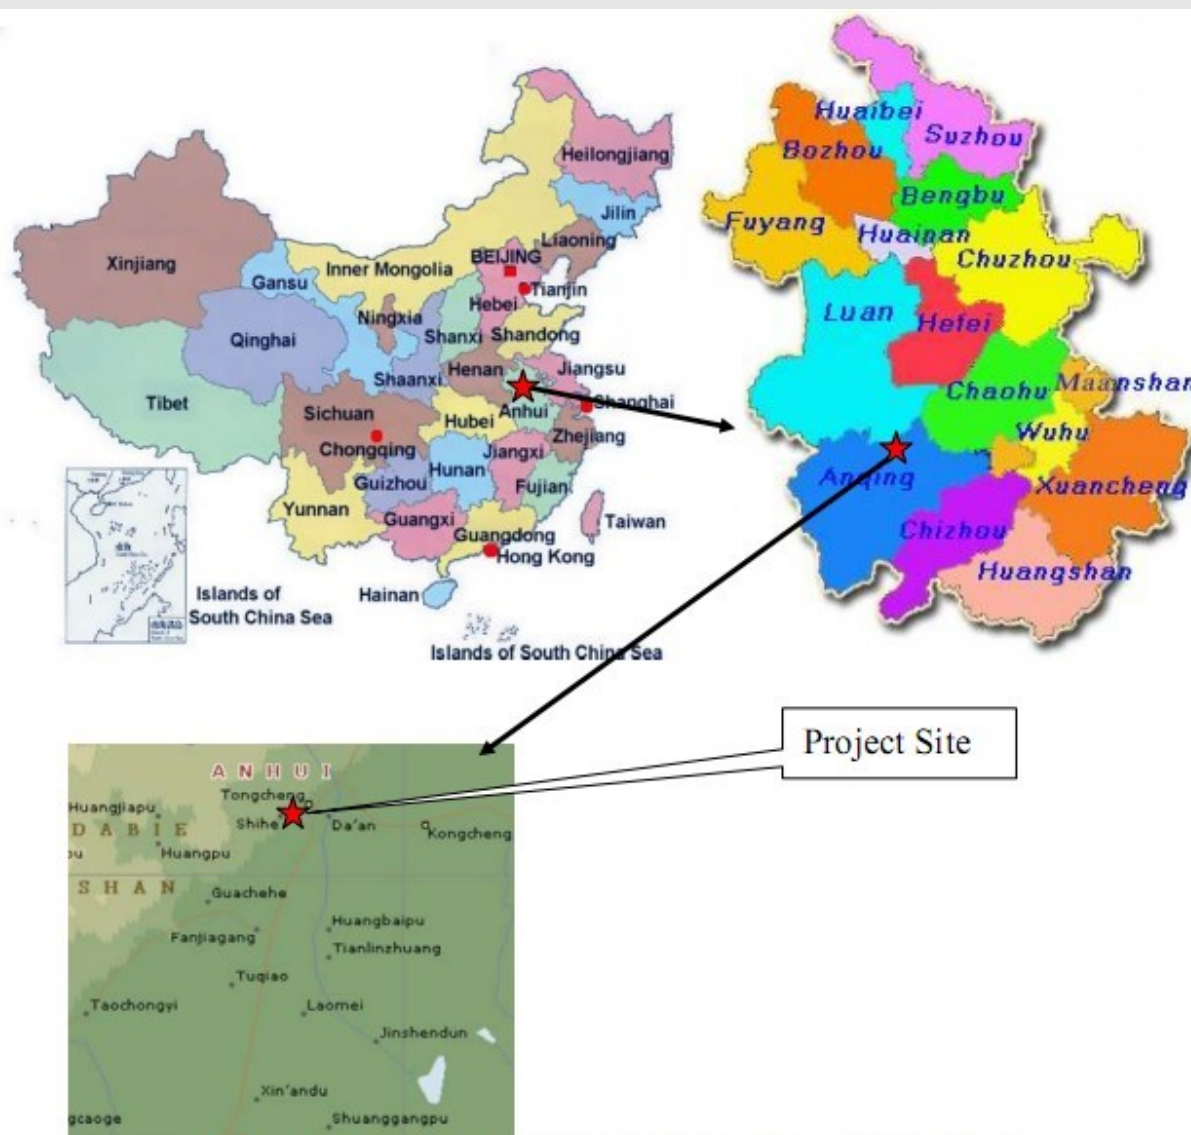 Heilongjiang
Jilin
Liaoning
Xinjiang
Inner Mongolia
BEIJING
Gansu
Tianjin
Hebei
Ningxia
Qinghai
Shanxi
Shandong
Shaanxi
Henan
Jiangsu
Tibet
Sichuan
Hubei
Anhui
Shanghai
Chongqing
Zhejiang
Hunan
Jiangxi
Guizhou
Fujian
Yunnan
Guangxi
Taiwan
Guangdong
Hong Kong
Hainan
Islands of
South China Sea
Islands of South China Sea
Huaibei
Suzhou
Bozhou
Bengbu
Fuyang
Huainan
Chuzhou
Luan
Hefei
Chaohu
Maanshan
Wuhu
Anqing
Xuancheng
Chizhou
Huangshan
Project Site
ANHUI
Tongcheng
Huangjiapu
Shihe
Da'an
Kongcheng
DABIE
Huangpu
SHAN
Guachehe
Huangbaipu
Fanjiagang
Tianlinzhuang
Tuqiao
Taochongyi
Laomei
Jinshendun
Xin'andu
gcaoge
Shuanggangpu